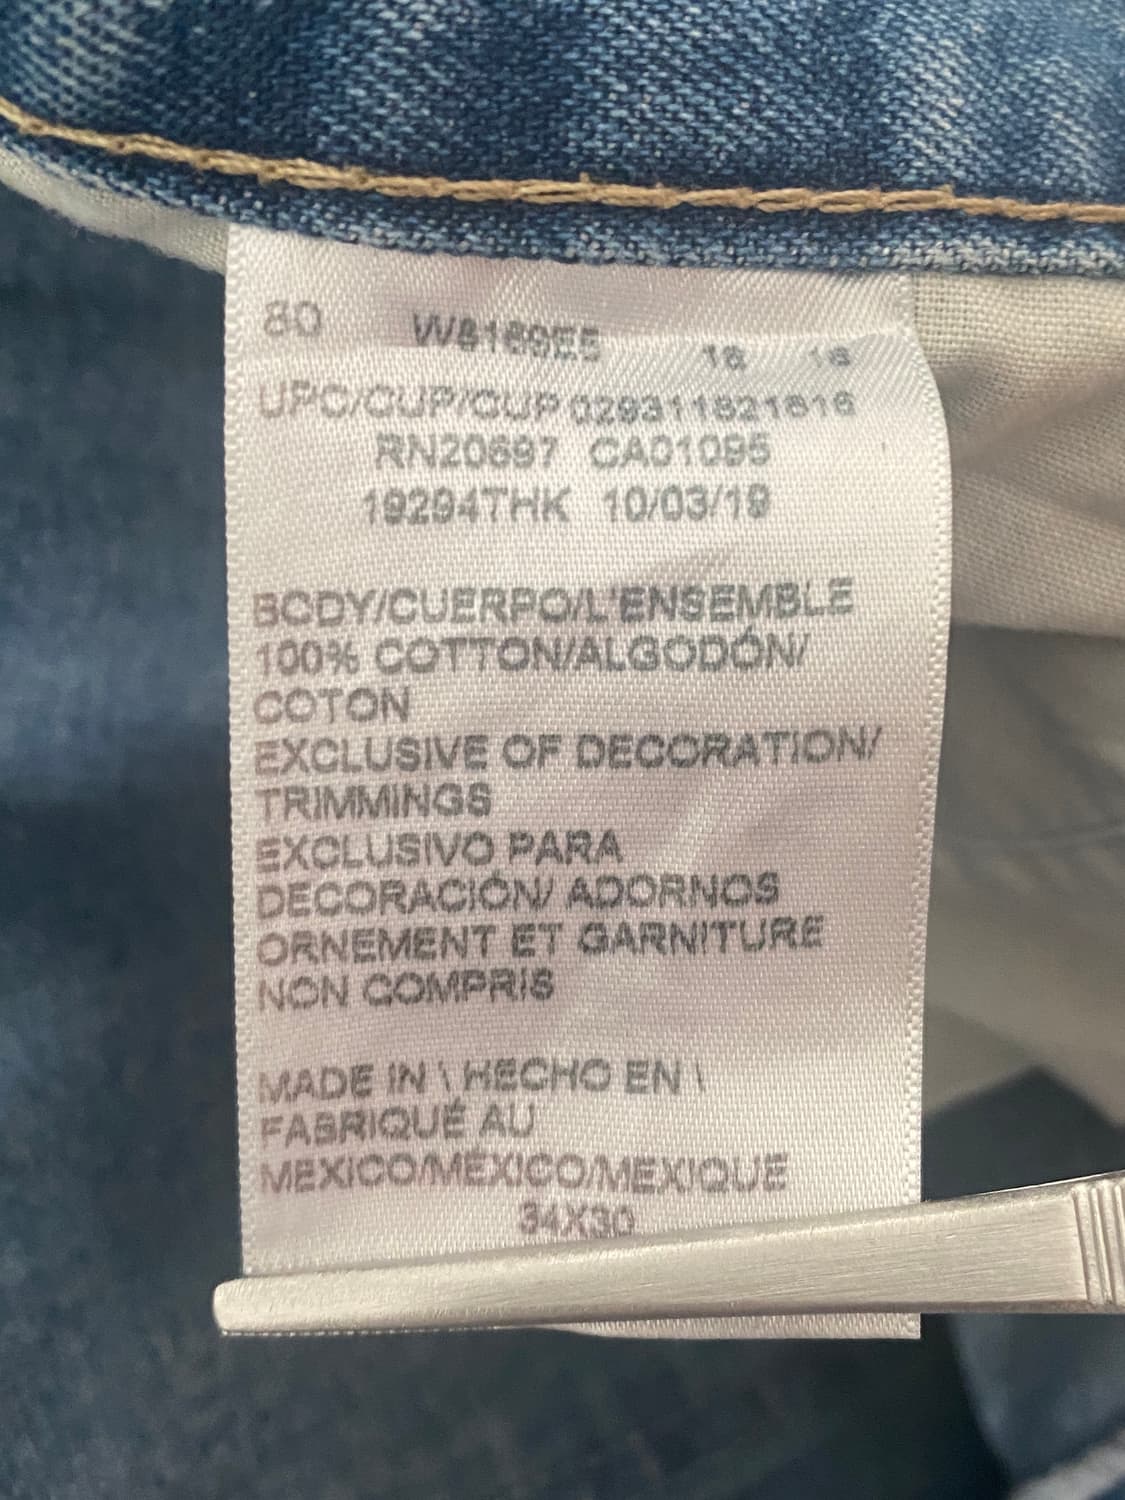 80 W8169E5 16 16
UPC/CUP/CUP 029311821616
RN20697 CA01095
19294THK 10/03/19
BODY/CUERPO/L'ENSEMBLE
100% COTTON/ALGODÓN/
COTON
EXCLUSIVE OF DECORATION/
TRIMMINGS
EXCLUSIVO PARA
DECORACIÓN/ ADORNOS
ORNEMENT ET GARNITURE
NON COMPRIS
MADE IN \ HECHO EN \
FABRIQUÉ AU
MEXICO/MÉXICO/MEXIQUE
34X30